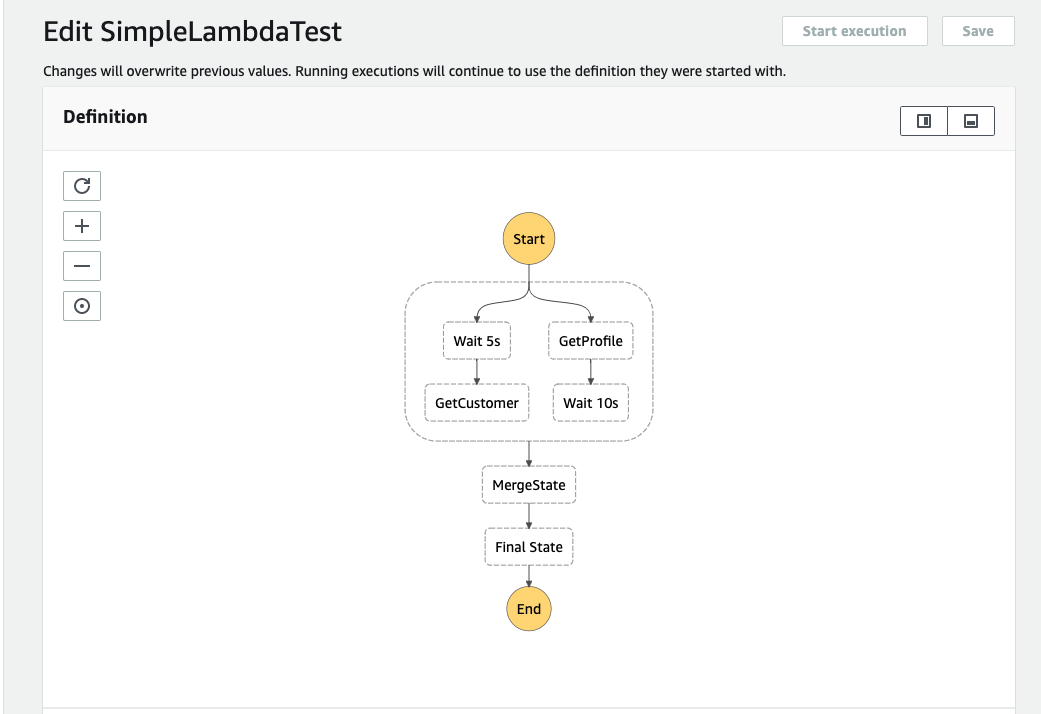 Edit SimpleLambdaTest
Start execution
Save
Changes will overwrite previous values. Running executions will continue to use the definition they were started with.
Definition
Start
Wait 5s
GetProfile
GetCustomer
Wait 10s
MergeState
Final State
End